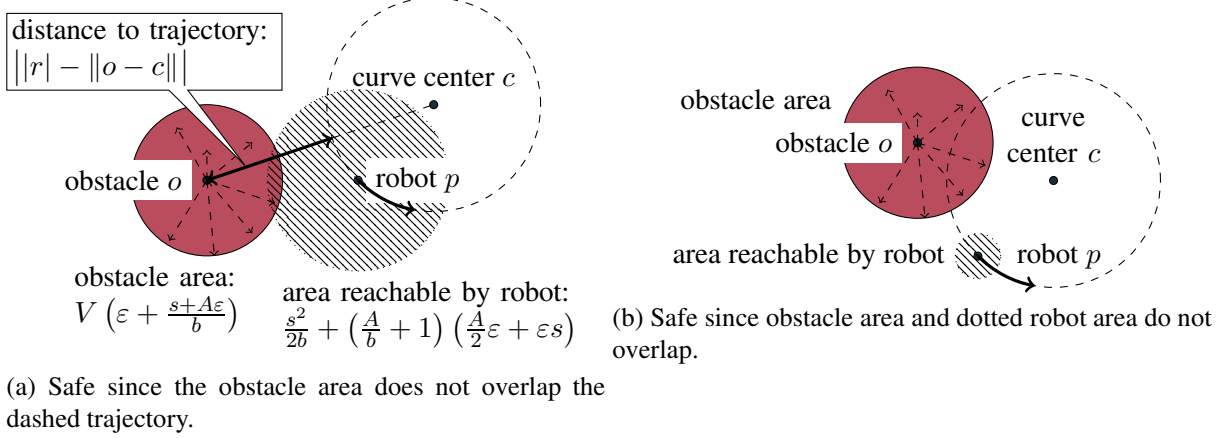 distance to trajectory:
||r| − ‖o − c‖|
curve center c
obstacle o
robot p
obstacle area:
V (ε + (s+Aε)/b)
area reachable by robot:
s²/2b + (A/b + 1) (A/2 ε + εs)
(a) Safe since the obstacle area does not overlap the
dashed trajectory.
obstacle area
obstacle o
curve
center c
area reachable by robot
robot p
(b) Safe since obstacle area and dotted robot area do not
overlap.